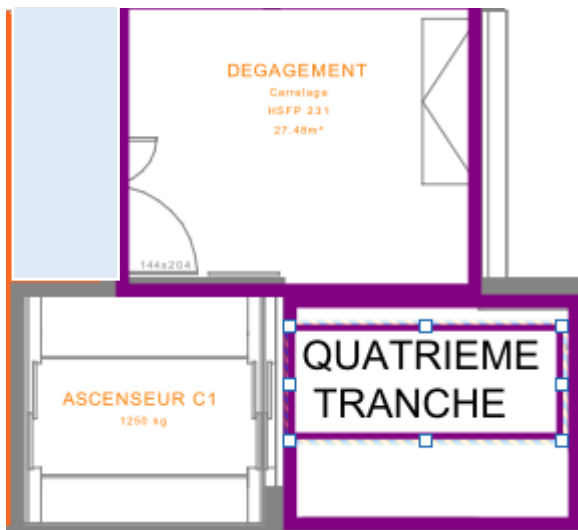 DEGAGEMENT
Carrelage
HSFP 231
27.48m²
144x204
QUATRIEME
TRANCHE
ASCENSEUR C1
1250 kg